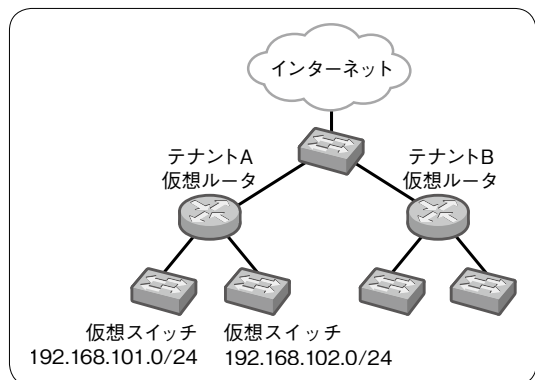 インターネット
テナントA
仮想ルータ
テナントB
仮想ルータ
仮想スイッチ
192.168.101.0/24
仮想スイッチ
192.168.102.0/24